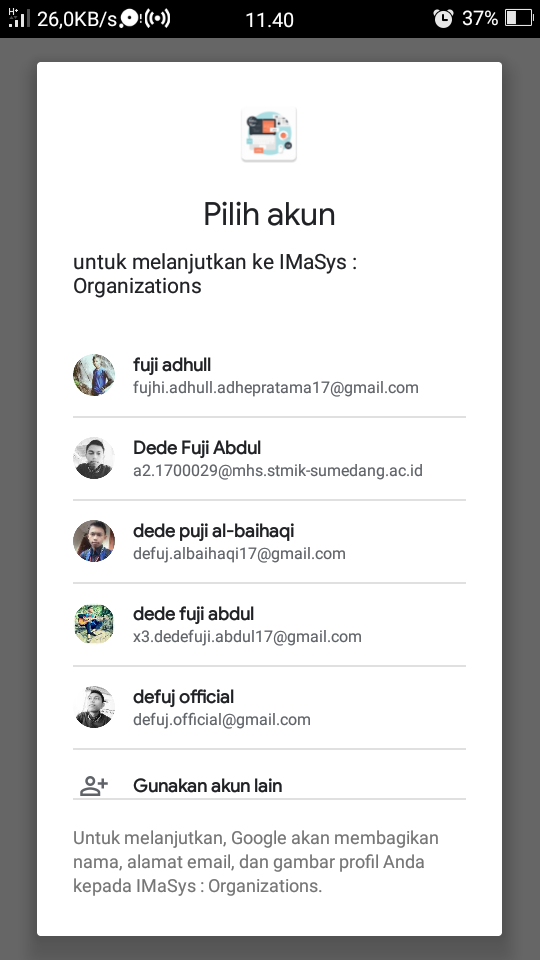 H+ 26,0KB/s 11.40 37%
Pilih akun
untuk melanjutkan ke IMaSys :
Organizations
fuji adhull
fujhi.adhull.adhepratama17@gmail.com
Dede Fuji Abdul
a2.1700029@mhs.stmik-sumedang.ac.id
dede puji al-baihaqi
defuj.albaihaqi17@gmail.com
dede fuji abdul
x3.dedefuji.abdul17@gmail.com
defuj official
defuj.official@gmail.com
Gunakan akun lain
Untuk melanjutkan, Google akan membagikan
nama, alamat email, dan gambar profil Anda
kepada IMaSys : Organizations.